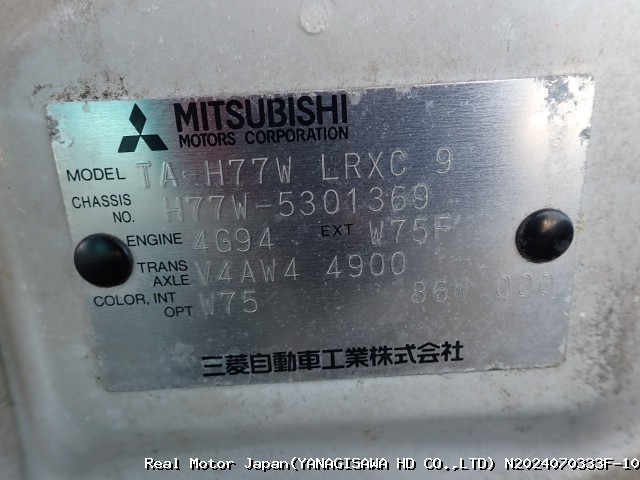 MITSUBISHI
MOTORS CORPORATION
MODEL TA-H77W LRXC 9
CHASSIS NO. H77W-5301369
ENGINE 4G94 EXT W75F
TRANS AXLE V4AW4 4900
COLOR, INT OPT W75 86W 000
三菱自動車工業株式会社
Real Motor Japan(YANAGISAWA HD CO.,LTD) N2024070333F-10